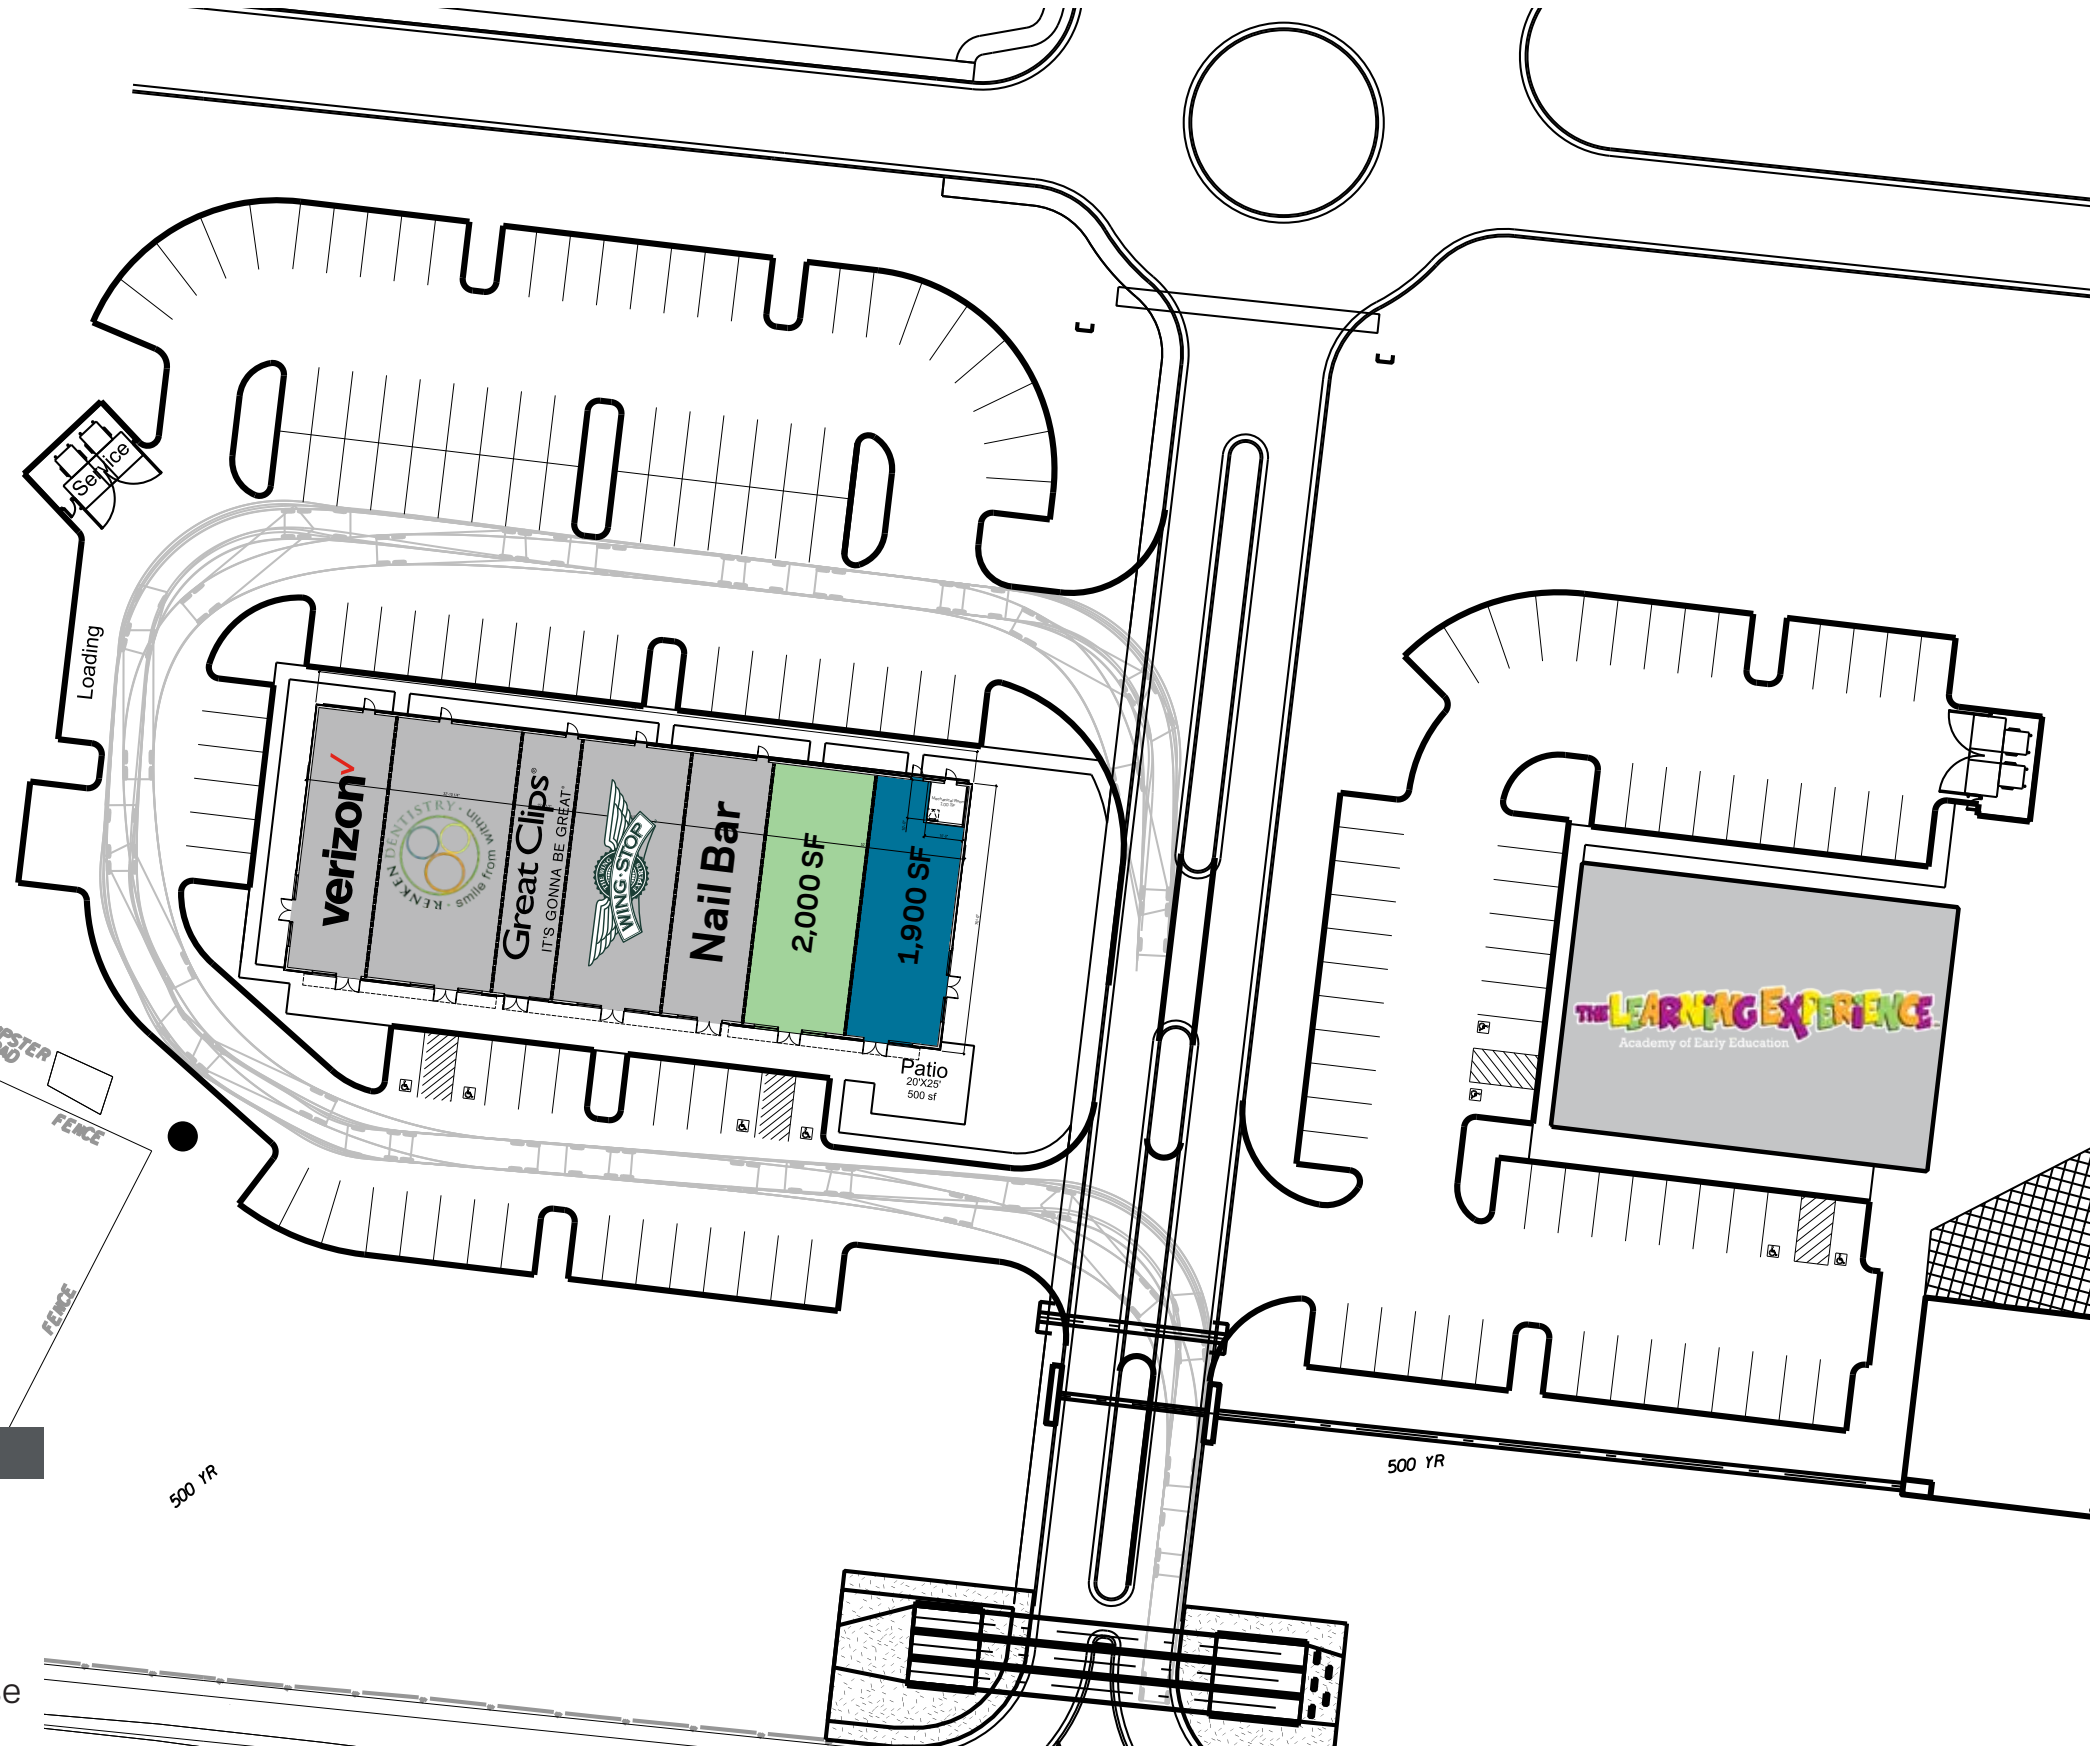 Service
Loading
verizon
RENKEN DENTISTRY · smile from within
Great Clips®
IT'S GONNA BE GREAT®
WING·STOP
Nail Bar
2,000 SF
1,900 SF
Patio
20'X25'
500 sf
THE LEARNING EXPERIENCE
Academy of Early Education
FENCE
FENCE
500 YR
500 YR